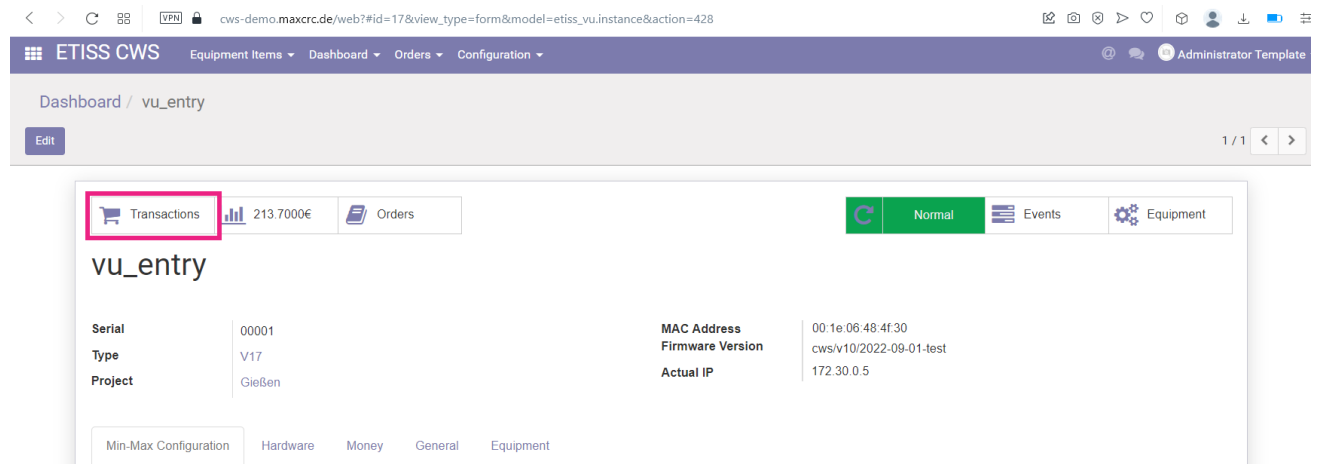 VPN cws-demo.maxcrc.de/web?#id=17&view_type=form&model=etiss_vu.instance&action=428
ETISS CWS Equipment Items Dashboard Orders Configuration @ Administrator Template
Dashboard / vu_entry
Edit 1 / 1
Transactions 213.7000€ Orders Normal Events Equipment
vu_entry
Serial 00001 MAC Address 00:1e:06:48:4f:30
Type V17 Firmware Version cws/v10/2022-09-01-test
Project Gießen Actual IP 172.30.0.5
Min-Max Configuration Hardware Money General Equipment